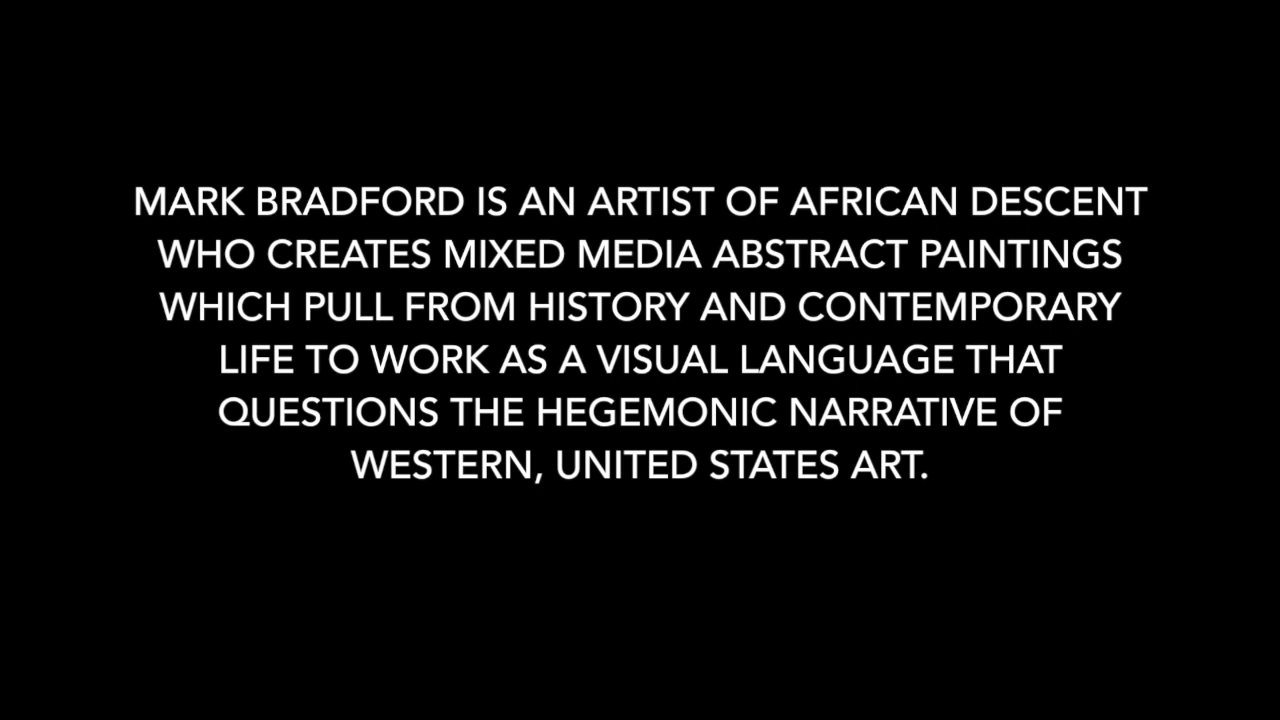 MARK BRADFORD IS AN ARTIST OF AFRICAN DESCENT
WHO CREATES MIXED MEDIA ABSTRACT PAINTINGS
WHICH PULL FROM HISTORY AND CONTEMPORARY
LIFE TO WORK AS A VISUAL LANGUAGE THAT
QUESTIONS THE HEGEMONIC NARRATIVE OF
WESTERN, UNITED STATES ART.